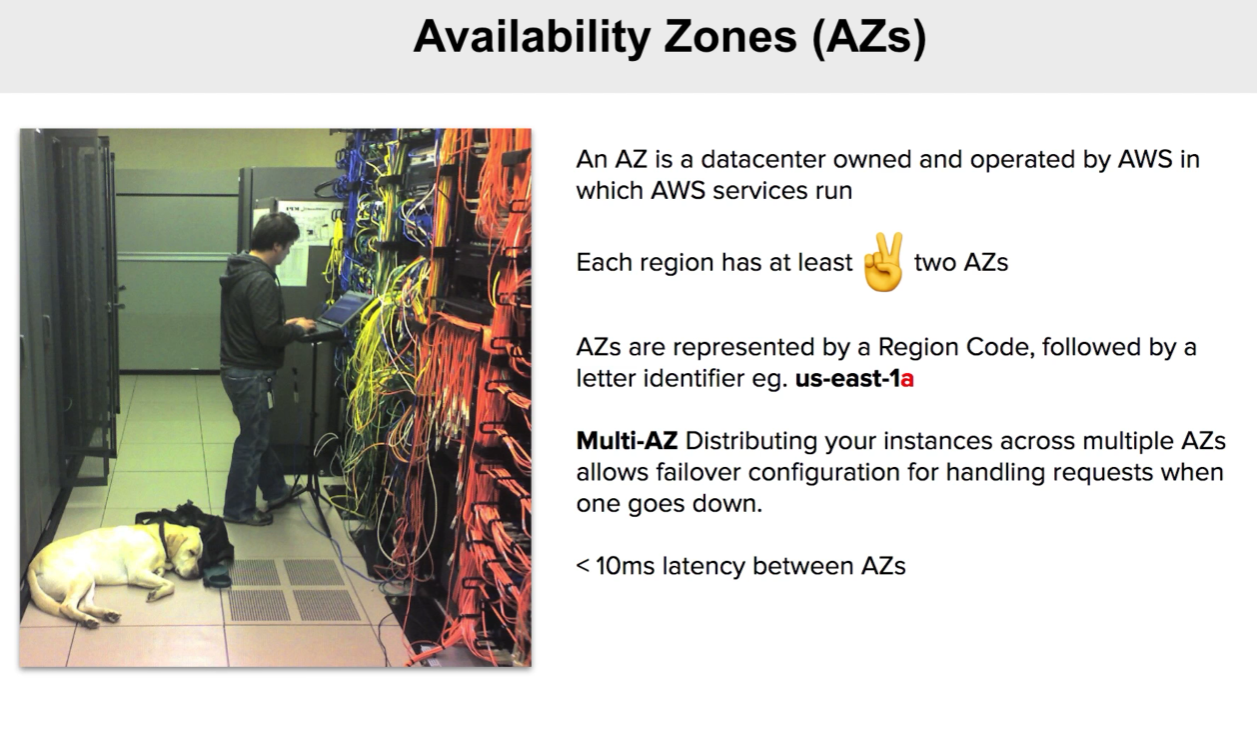 Availability Zones (AZs)
An AZ is a datacenter owned and operated by AWS in
which AWS services run
Each region has at least ✌ two AZs
AZs are represented by a Region Code, followed by a
letter identifier eg. us-east-1a
Multi-AZ Distributing your instances across multiple AZs
allows failover configuration for handling requests when
one goes down.
< 10ms latency between AZs